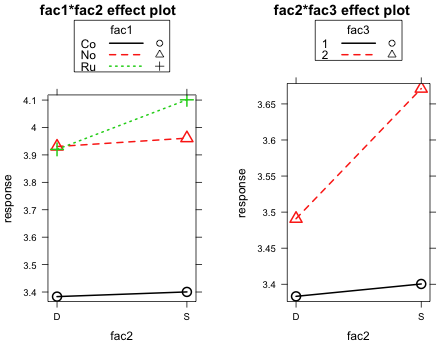 fac1*fac2 effect plot
fac1
Co
No
Ru
4.1
4
3.9
3.8
3.7
3.6
3.5
3.4
response
D
S
fac2
fac2*fac3 effect plot
fac3
1
2
3.65
3.6
3.55
3.5
3.45
3.4
response
D
S
fac2